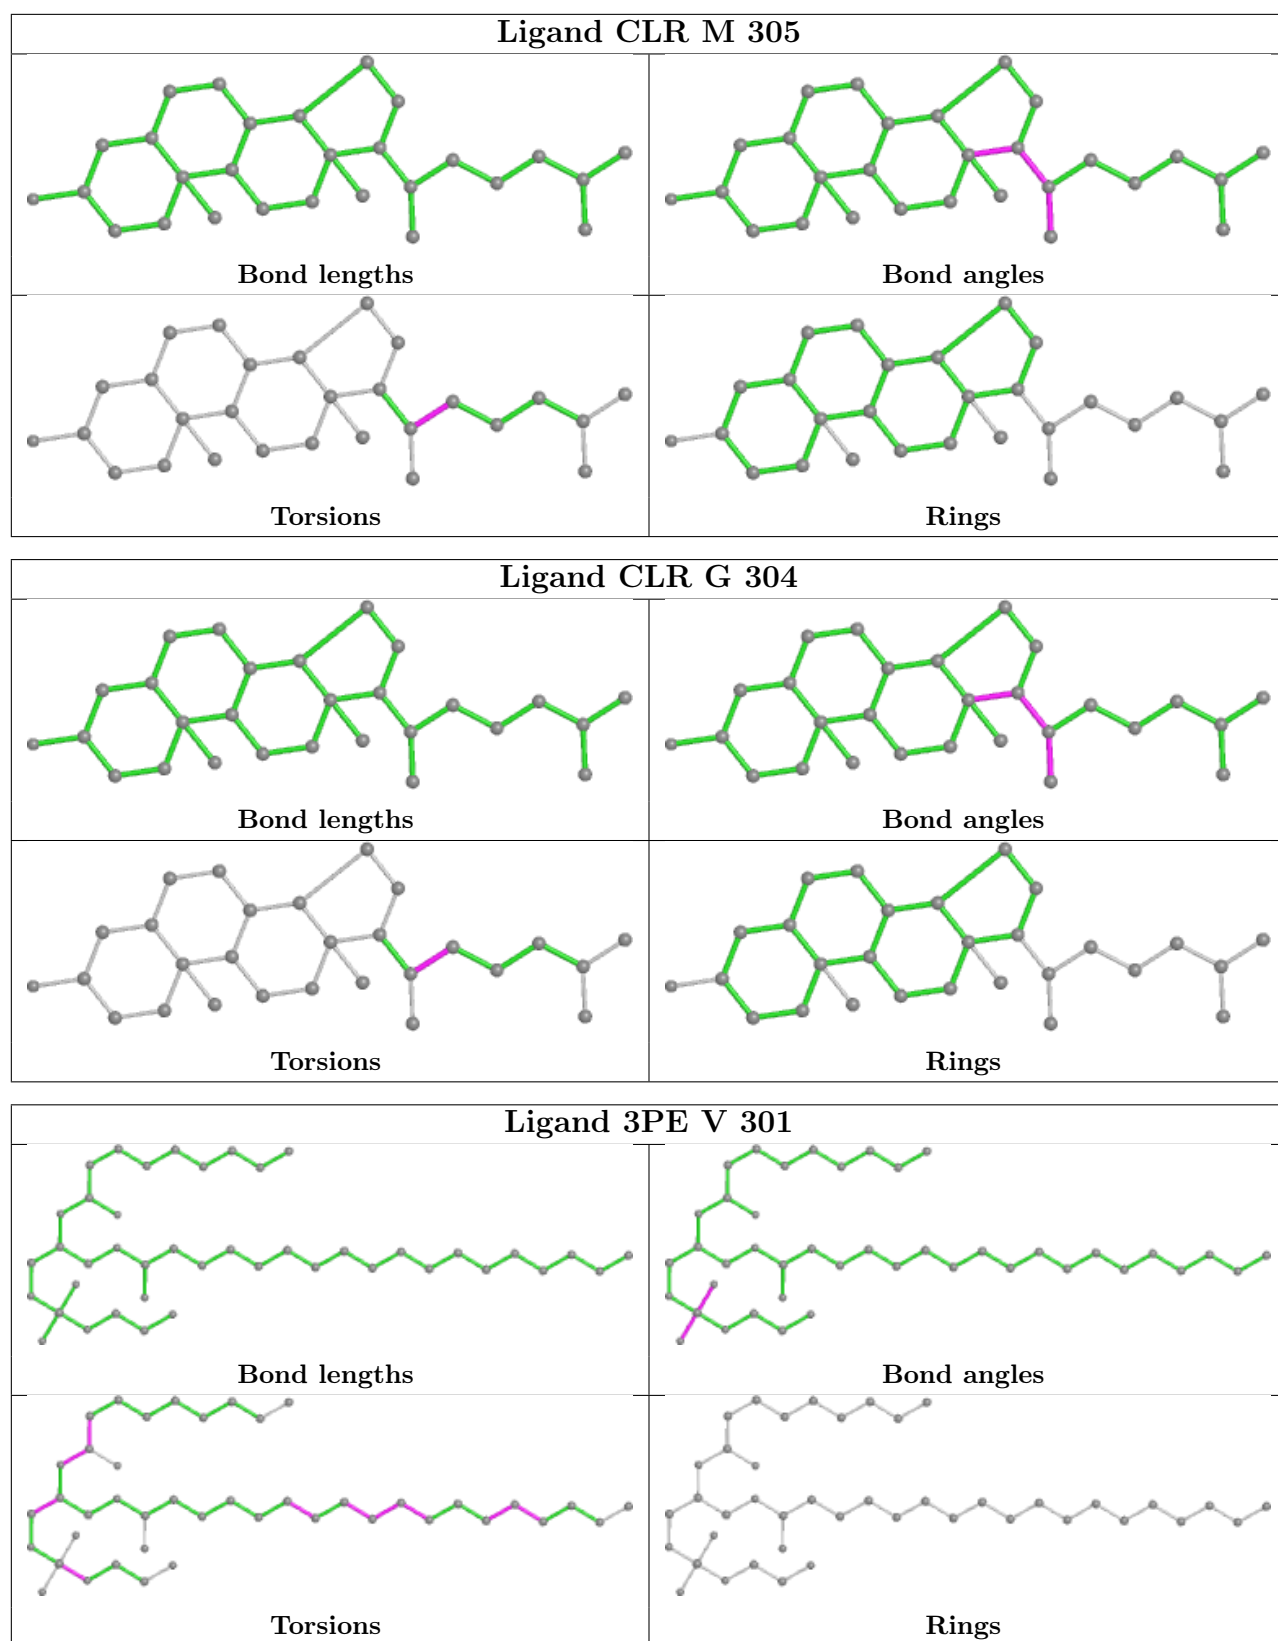 Ligand CLR M 305
Bond lengths
Bond angles
Torsions
Rings
Ligand CLR G 304
Bond lengths
Bond angles
Torsions
Rings
Ligand 3PE V 301
Bond lengths
Bond angles
Torsions
Rings